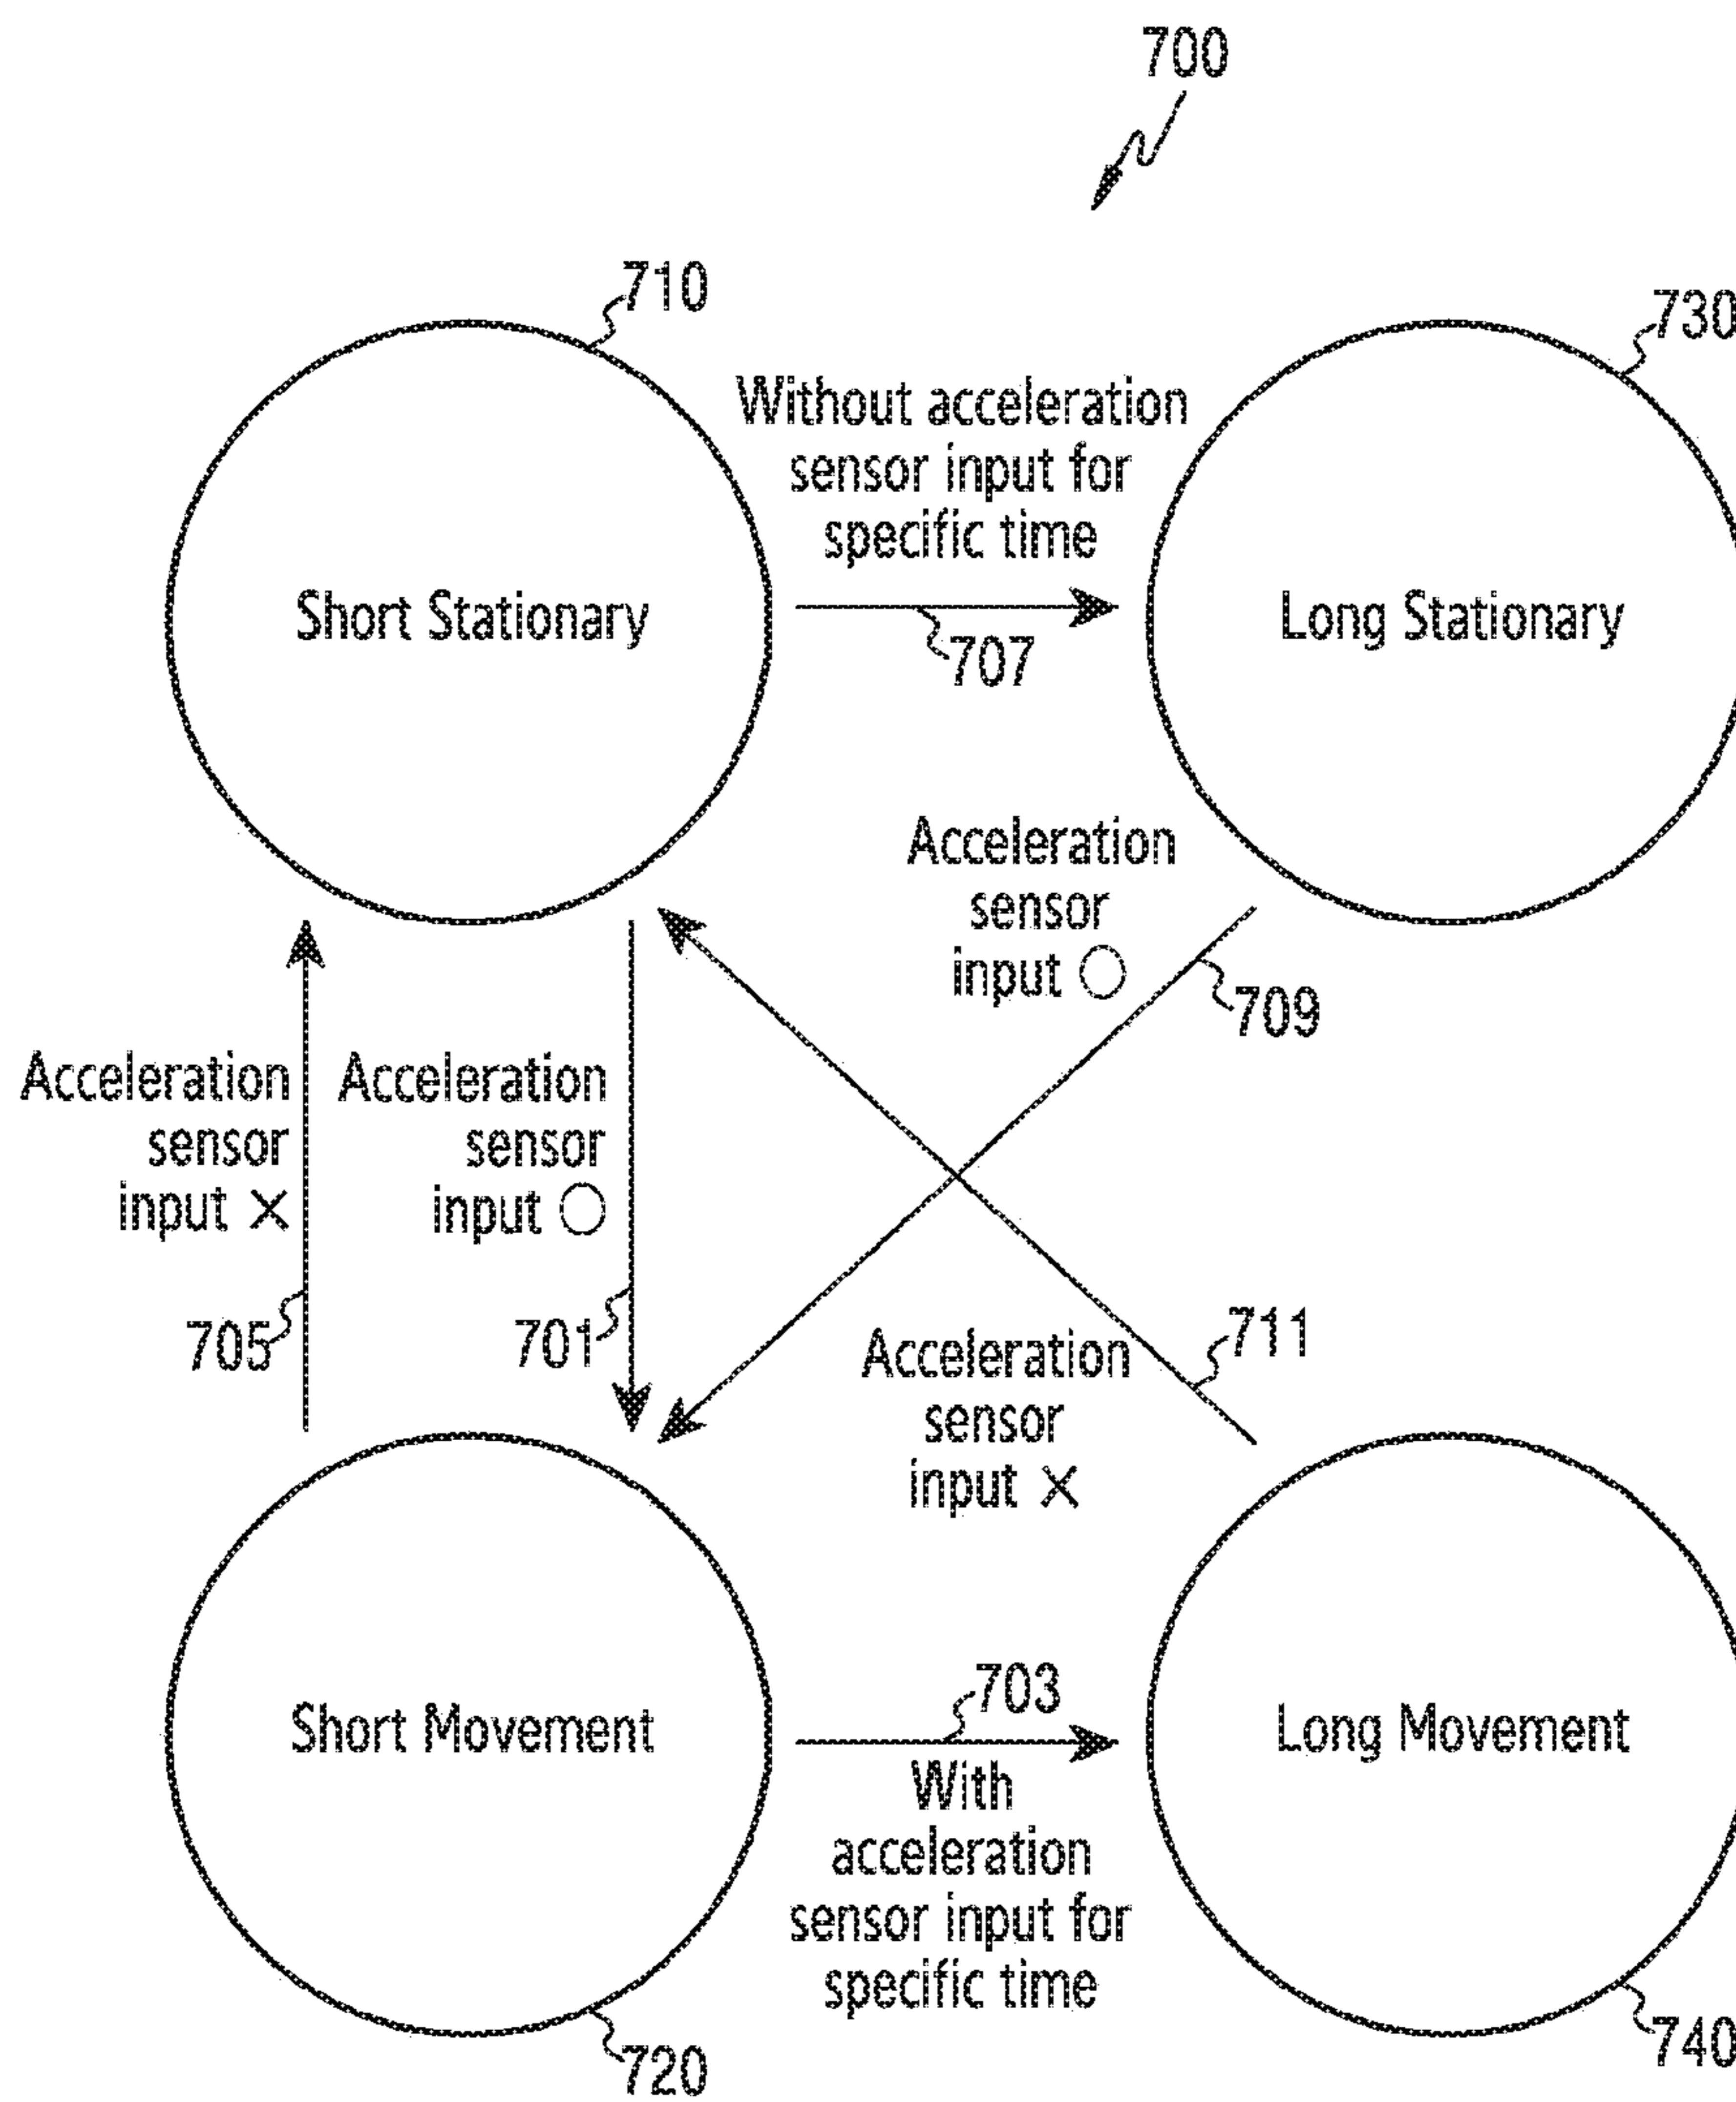 700
710
730
Without acceleration
sensor input for
specific time
Short Stationary
Long Stationary
707
Acceleration
sensor
input ○
709
Acceleration
sensor
input ×
705
Acceleration
sensor
input ○
701
Acceleration
sensor
input ×
711
Short Movement
Long Movement
703
With
acceleration
sensor input for
specific time
720
740